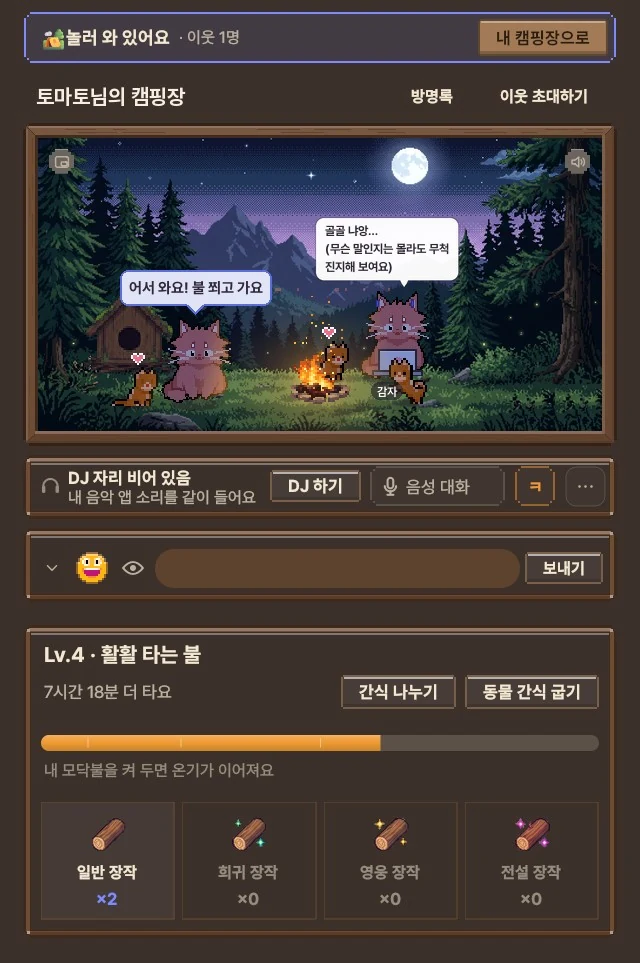 놀러 와 있어요 · 이웃 1명
내 캠핑장으로
토마토님의 캠핑장
방명록
이웃 초대하기
골골 냐앙...
(무슨 말인지는 몰라도 무척
진지해 보여요)
어서 와요! 불 쬐고 가요
감자
DJ 자리 비어 있음
내 음악 앱 소리를 같이 들어요
DJ 하기
음성 대화
ㅋ
...
보내기
Lv.4 · 활활 타는 불
7시간 18분 더 타요
간식 나누기
동물 간식 굽기
내 모닥불을 켜 두면 온기가 이어져요
일반 장작
×2
희귀 장작
×0
영웅 장작
×0
전설 장작
×0